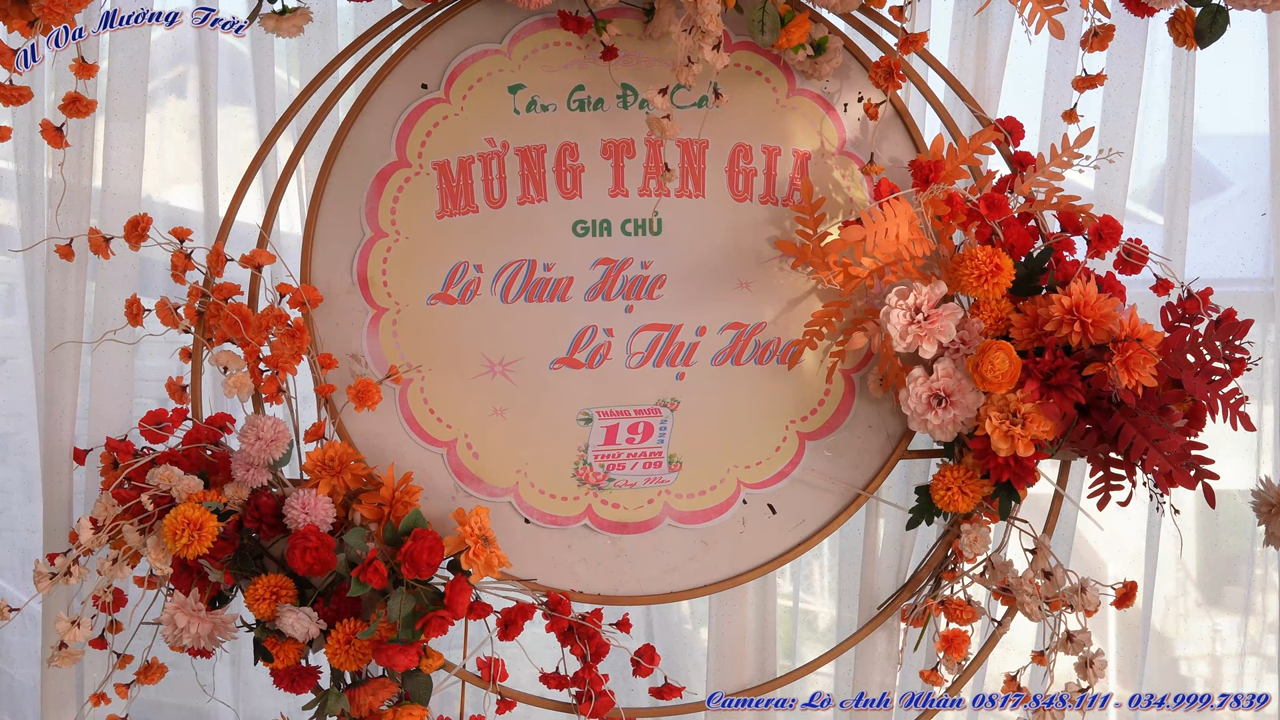 U Va Mường Trời
Tân Gia Đại Cát
MỪNG TÂN GIA
GIA CHỦ
Lò Văn Hặc
Lò Thị Hoa
THÁNG MƯỜI
2023
19
THỨ NĂM
05 / 09
Quý Mão
Camera: Lò Anh Nhân 0817.848.111 - 034.999.7839